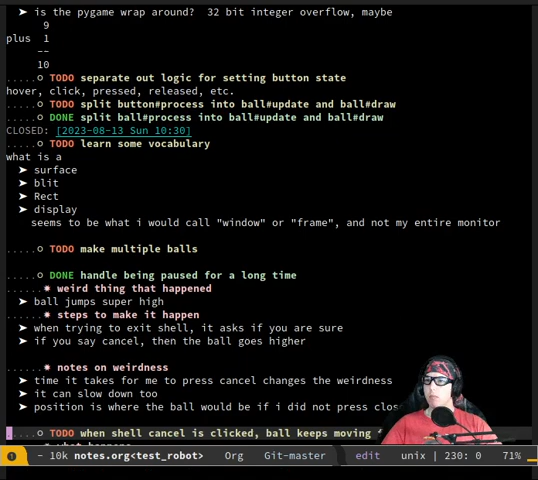 ➤ is the pygame wrap around?  32 bit integer overflow, maybe
9
plus  1
--
10
.....o TODO separate out logic for setting button state
hover, click, pressed, released, etc.
.....o TODO split button#process into ball#update and ball#draw
.....o DONE split ball#process into ball#update and ball#draw
CLOSED: [2023-08-13 Sun 10:30]
.....o TODO learn some vocabulary
what is a
➤ surface
➤ blit
➤ Rect
➤ display
seems to be what i would call "window" or "frame", and not my entire monitor
.....o TODO make multiple balls
.....o DONE handle being paused for a long time
......✷ weird thing that happened
➤ ball jumps super high
......✷ steps to make it happen
➤ when trying to exit shell, it asks if you are sure
➤ if you say cancel, then the ball goes higher
......✷ notes on weirdness
➤ time it takes for me to press cancel changes the weirdness
➤ it can slow down too
➤ position is where the ball would be if i did not press
.....o TODO when shell cancel is clicked, ball keeps moving
- 10k notes.org<test_robot>  Org  Git-master  edit  unix | 230: 0  71%